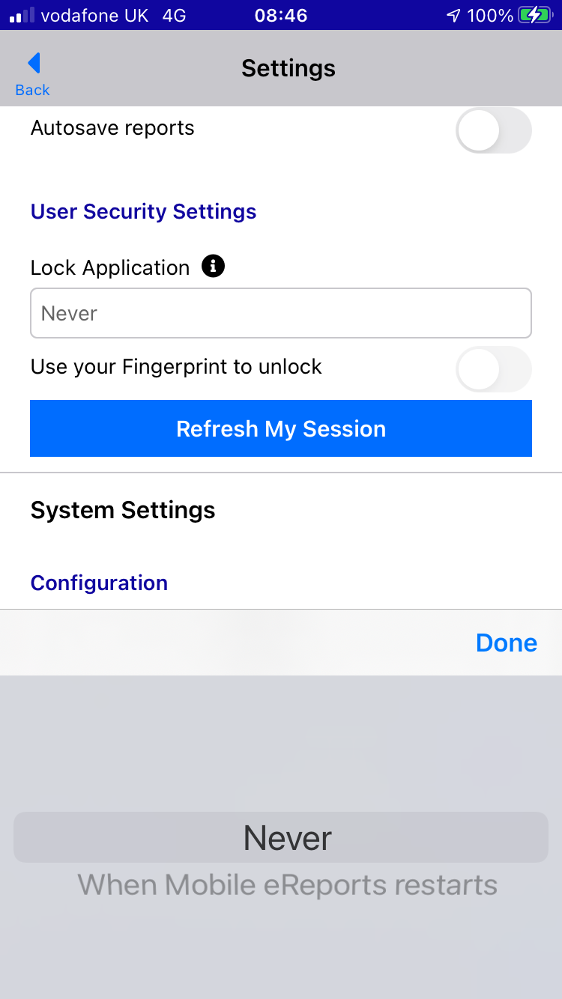 vodafone UK 4G 08:46 100%
Settings
Back
Autosave reports
User Security Settings
Lock Application
Never
Use your Fingerprint to unlock
Refresh My Session
System Settings
Configuration
Done
Never
When Mobile eReports restarts